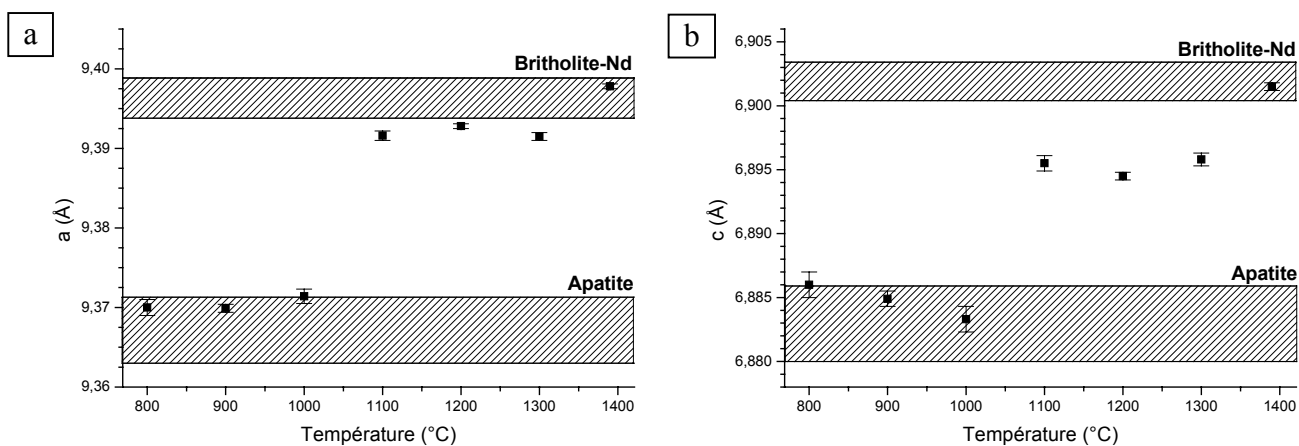 a
Britholite-Nd
Apatite
9,40
9,39
9,38
9,37
9,36
a (Å)
800 900 1000 1100 1200 1300 1400
Température (°C)
b
Britholite-Nd
Apatite
6,905
6,900
6,895
6,890
6,885
6,880
c (Å)
800 900 1000 1100 1200 1300 1400
Température (°C)